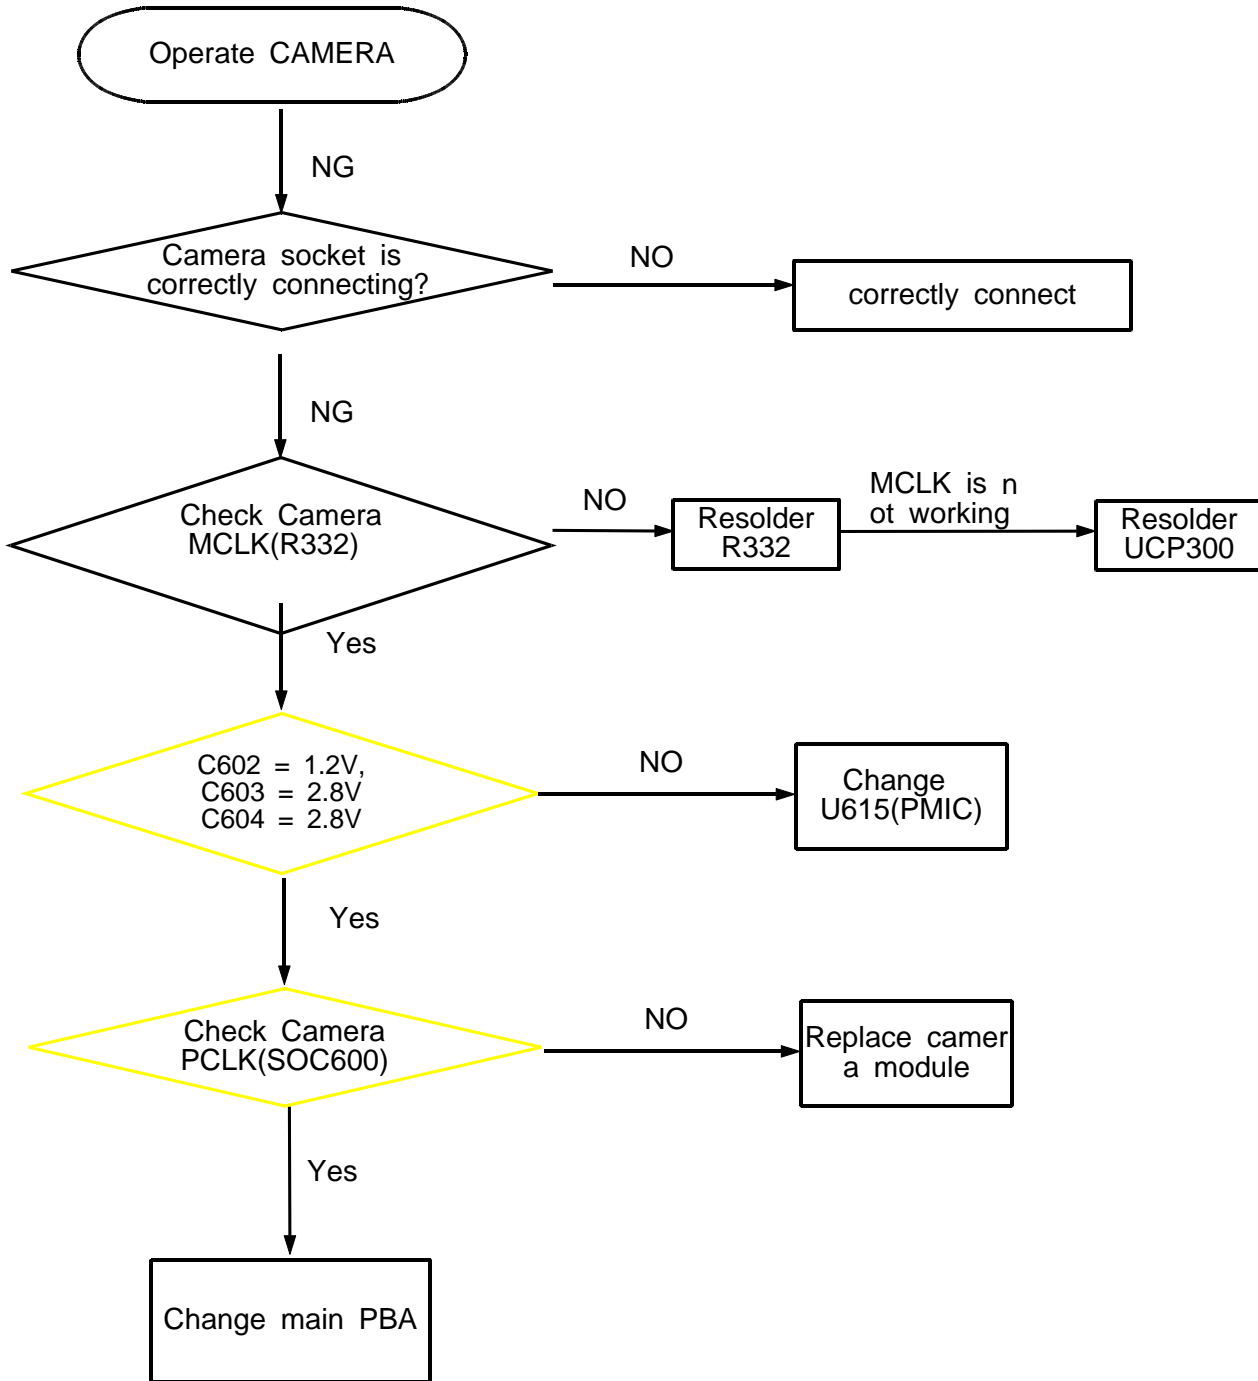 Operate CAMERA
NG
Camera socket is
correctly connecting?
NO
correctly connect
NG
Check Camera
MCLK(R332)
NO
Resolder
R332
MCLK is n
ot working
Resolder
UCP300
Yes
C602 = 1.2V,
C603 = 2.8V
C604 = 2.8V
NO
Change
U615(PMIC)
Yes
Check Camera
PCLK(SOC600)
NO
Replace camer
a module
Yes
Change main PBA